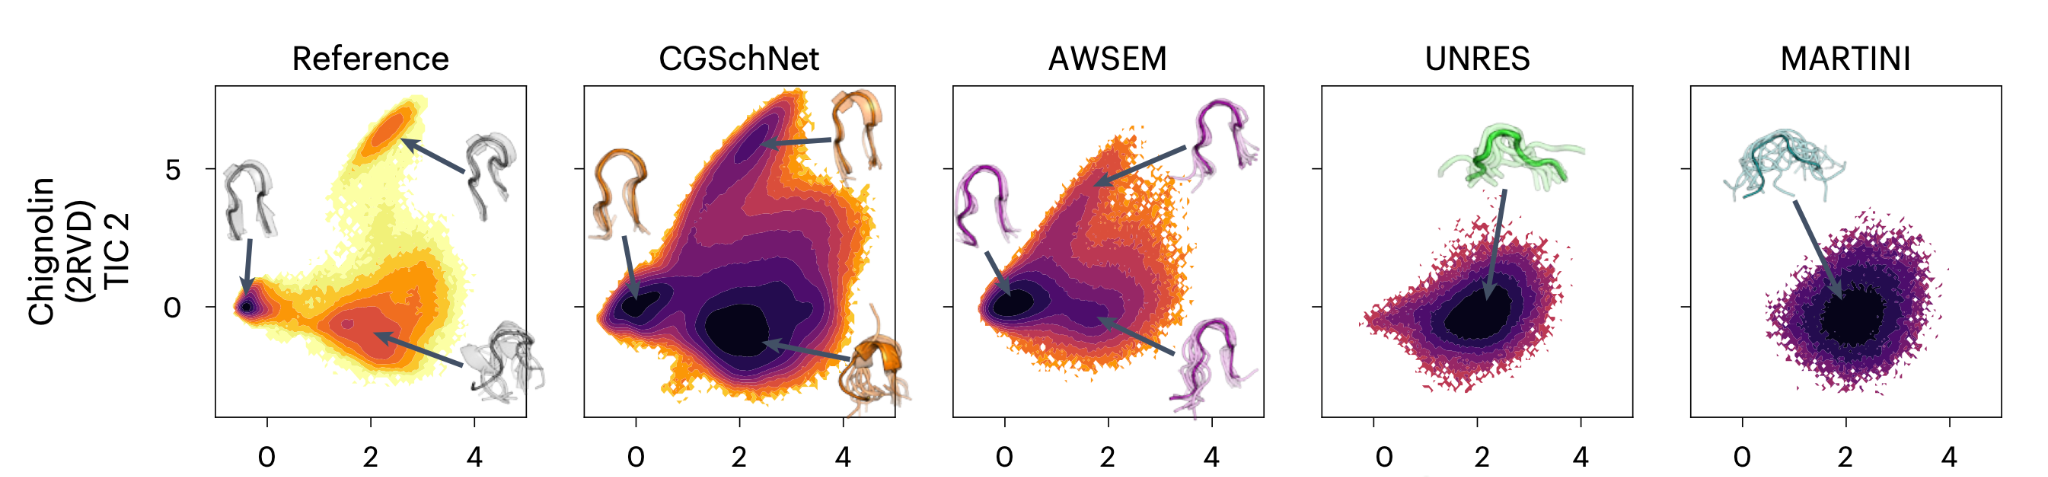 Reference
CGSchNet
AWSEM
UNRES
MARTINI
Chignolin
(2RVD)
TIC 2
5
0
0 2 4
0 2 4
0 2 4
0 2 4
0 2 4